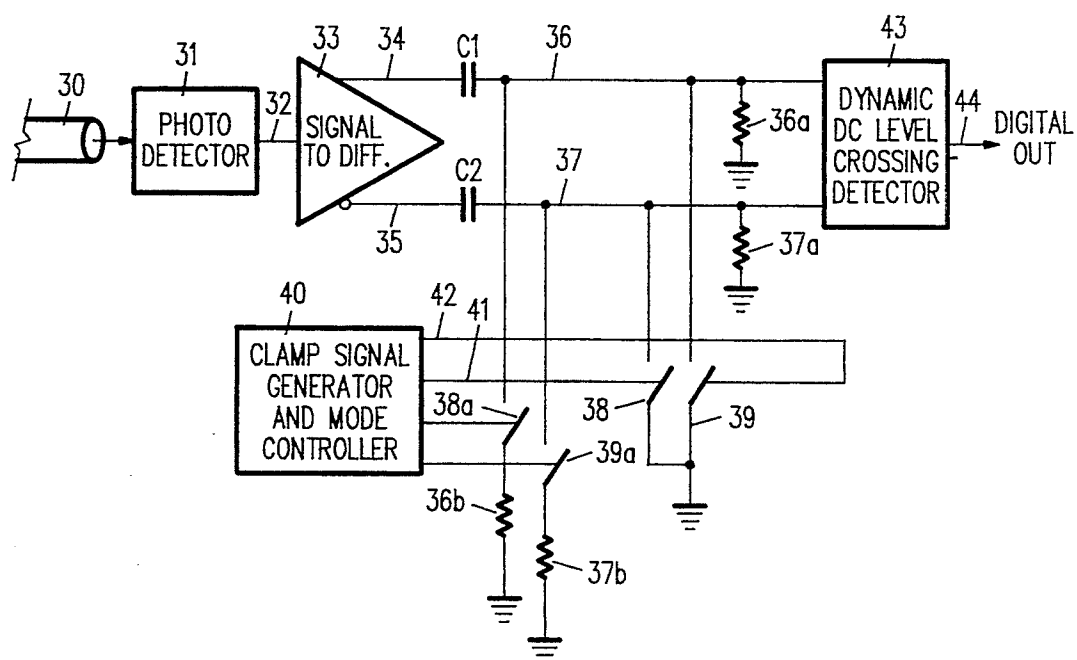 30
31
PHOTO
DETECTOR
32
33
SIGNAL
TO DIFF.
34
35
C1
C2
36
37
36a
37a
43
DYNAMIC
DC LEVEL
CROSSING
DETECTOR
44
DIGITAL
OUT
40
CLAMP SIGNAL
GENERATOR
AND MODE
CONTROLLER
42
41
38a
39a
38
39
36b
37b